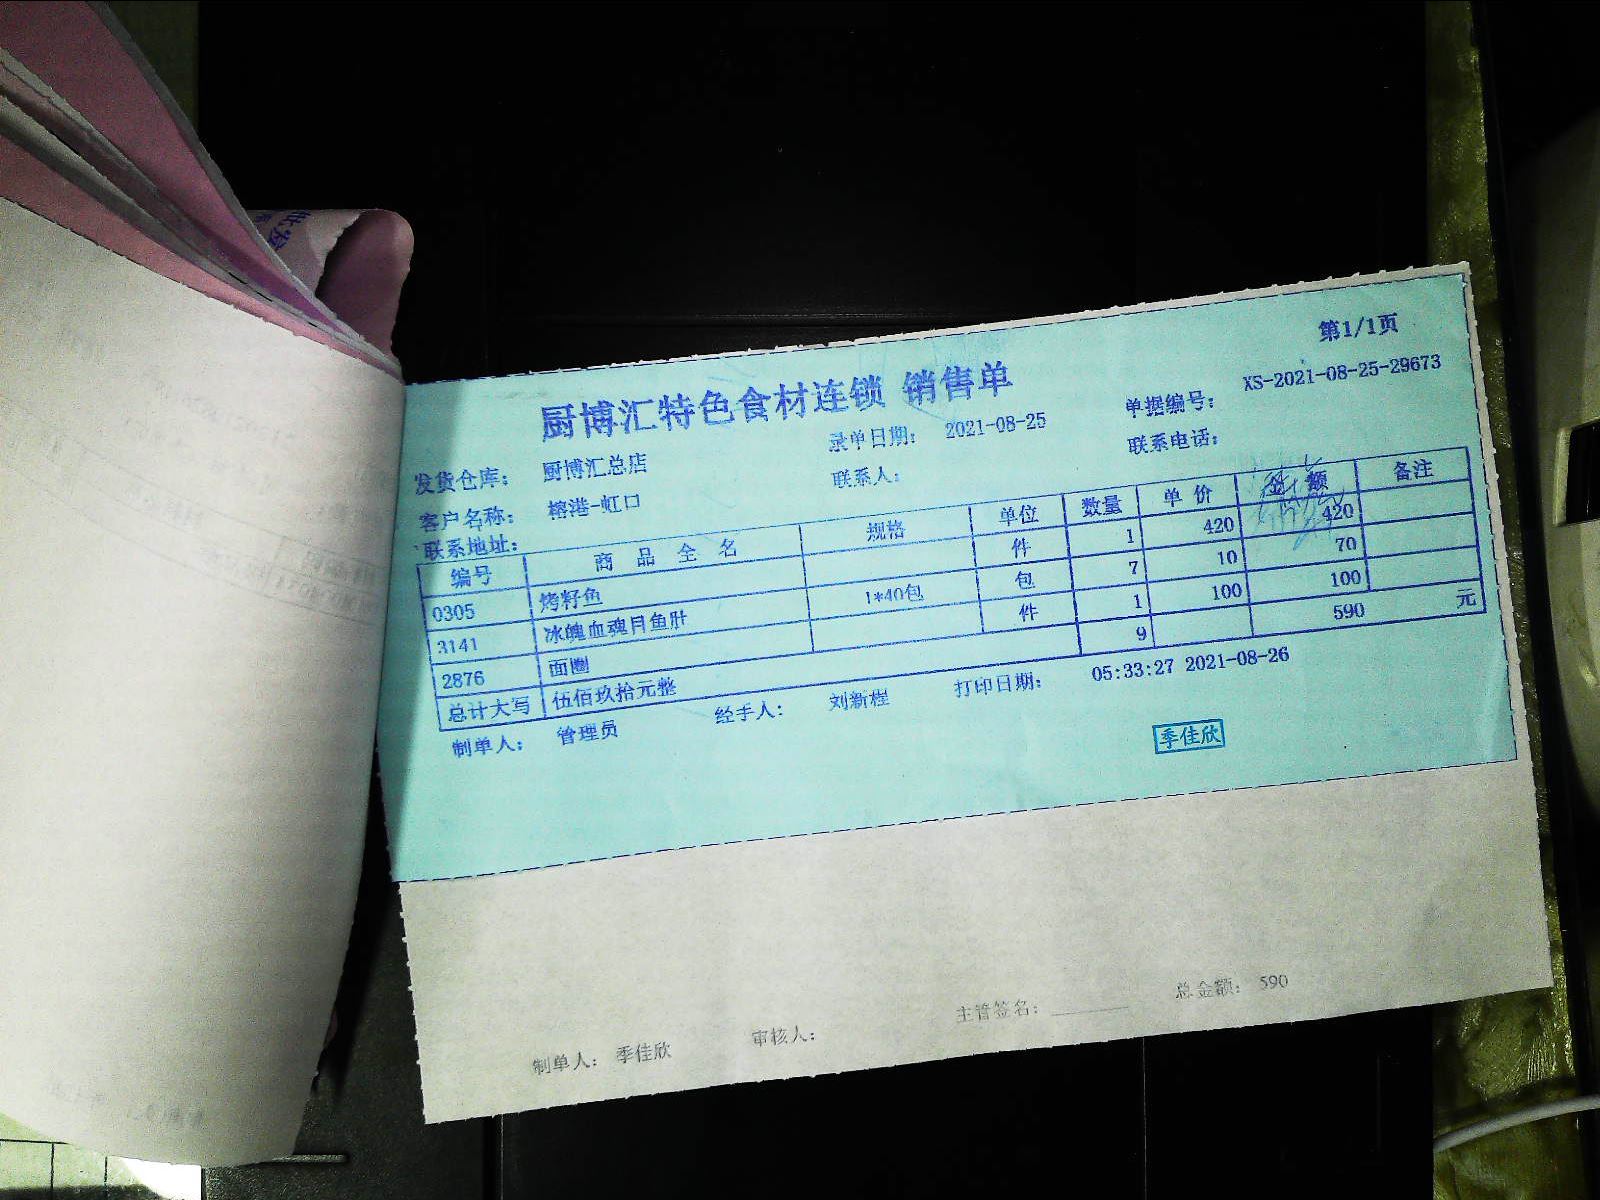 第1/1页
厨博汇特色食材连锁 销售单
录单日期： 2021-08-25 单据编号： XS-2021-08-25-29673
发货仓库： 厨博汇总店 联系人： 联系电话：
客户名称： 榕港-虹口
联系地址：
编号 商 品 全 名 规格 单位 数量 单 价 金 额 备注
0305 烤籽鱼 件 1 420 420
3141 冰魄血魂月鱼肚 1*40包 包 7 10 70
2876 面圈 件 1 100 100
总计大写 伍佰玖拾元整 9 590 元
制单人： 管理员 经手人： 刘新程 打印日期： 05:33:27 2021-08-26
季佳欣
制单人： 季佳欣 审核人： 主管签名： 总金额： 590